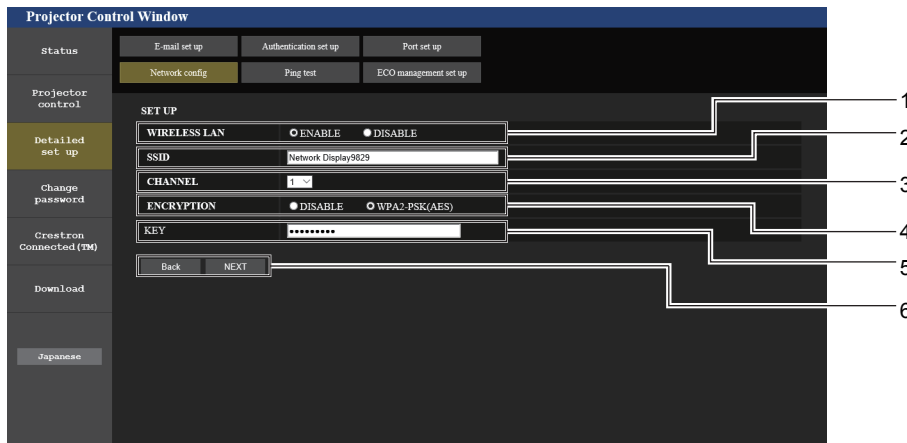 Projector Control Window
Status
E-mail set up Authentication set up Port set up
Network config Ping test ECO management set up
Projector
control
Detailed
set up
Change
password
Crestron
Connected(TM)
Download
Japanese
SET UP
WIRELESS LAN ENABLE DISABLE
SSID Network Display9829
CHANNEL 1
ENCRYPTION DISABLE WPA2-PSK(AES)
KEY •••••••••
Back NEXT
1
2
3
4
5
6